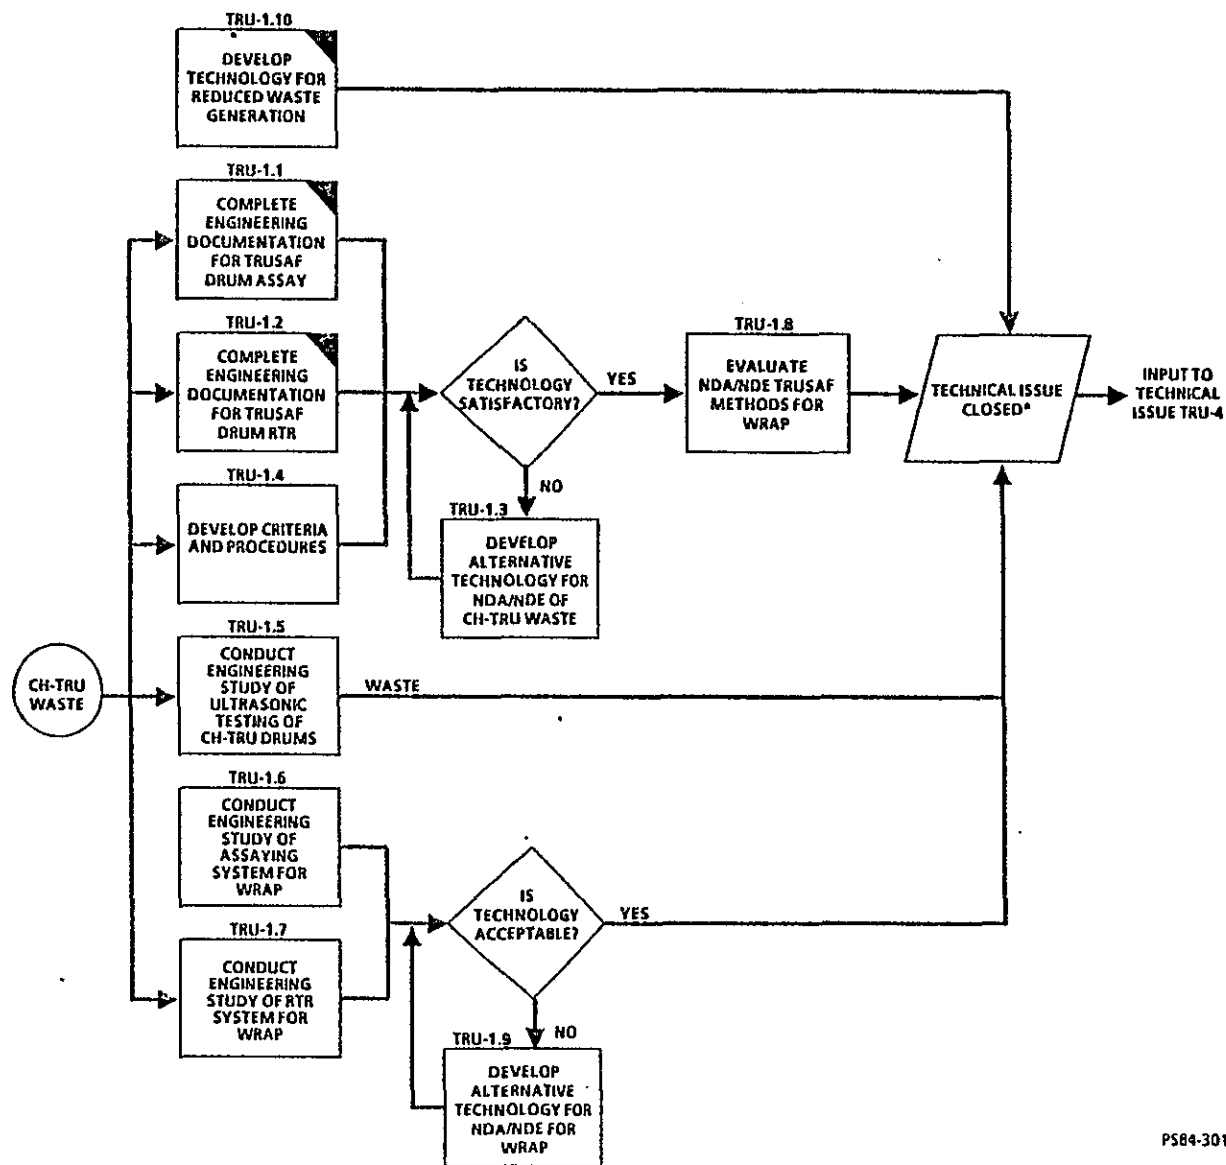 TRU-1.10
DEVELOP
TECHNOLOGY FOR
REDUCED WASTE
GENERATION
TRU-1.1
COMPLETE
ENGINEERING
DOCUMENTATION
FOR TRUSAF
DRUM ASSAY
TRU-1.2
COMPLETE
ENGINEERING
DOCUMENTATION
FOR TRUSAF
DRUM RTR
IS
TECHNOLOGY
SATISFACTORY?
YES
NO
TRU-1.8
EVALUATE
NDA/NDE TRUSAF
METHODS FOR
WRAP
TECHNICAL ISSUE
CLOSED*
INPUT TO
TECHNICAL
ISSUE TRU-4
TRU-1.4
DEVELOP CRITERIA
AND PROCEDURES
TRU-1.3
DEVELOP
ALTERNATIVE
TECHNOLOGY FOR
NDA/NDE OF
CH-TRU WASTE
CH-TRU
WASTE
TRU-1.5
CONDUCT
ENGINEERING
STUDY OF
ULTRASONIC
TESTING OF
CH-TRU DRUMS
WASTE
TRU-1.6
CONDUCT
ENGINEERING
STUDY OF
ASSAYING
SYSTEM FOR
WRAP
TRU-1.7
CONDUCT
ENGINEERING
STUDY OF RTR
SYSTEM FOR
WRAP
IS
TECHNOLOGY
ACCEPTABLE?
YES
NO
TRU-1.9
DEVELOP
ALTERNATIVE
TECHNOLOGY FOR
NDA/NDE FOR
WRAP
PS84-301